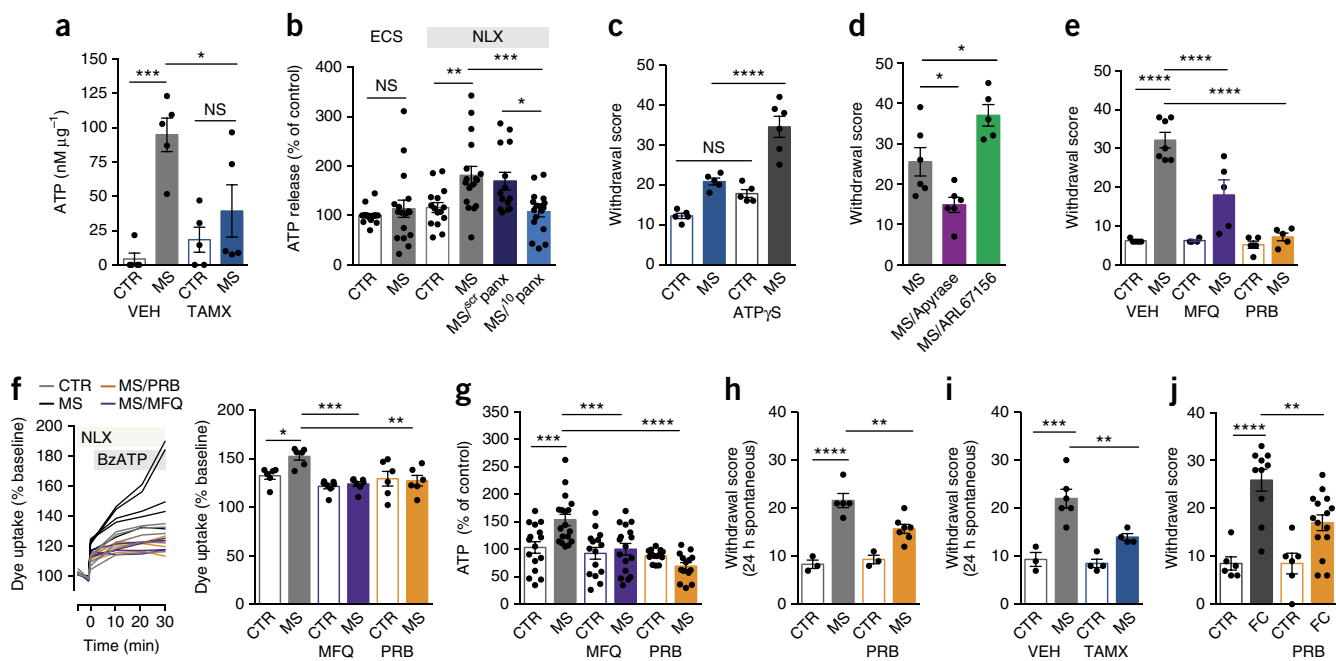 a
ATP (nM µg⁻¹)
150
125
100
75
50
25
0
***
*
NS
CTR
MS
CTR
MS
VEH
TAMX
b
ECS
NLX
ATP release (% of control)
400
300
200
100
0
NS
**
***
*
CTR
MS
CTR
MS
MS/scr panx
MS/10 panx
c
Withdrawal score
50
40
30
20
10
0
NS
****
CTR
MS
CTR
MS
ATPγS
d
Withdrawal score
50
40
30
20
10
0
*
*
MS
MS/Apyrase
MS/ARL67156
e
Withdrawal score
50
40
30
20
10
0
****
****
****
CTR
MS
CTR
MS
CTR
MS
VEH
MFQ
PRB
f
CTR
MS/PRB
MS
MS/MFQ
NLX
BzATP
Dye uptake (% baseline)
200
180
160
140
120
100
0
10
20
30
Time (min)
Dye uptake (% baseline)
200
150
100
50
0
*
***
**
CTR
MS
CTR
MS
CTR
MS
MFQ
PRB
g
ATP (% of control)
350
300
250
200
150
100
50
0
***
***
****
CTR
MS
CTR
MS
CTR
MS
MFQ
PRB
h
Withdrawal score
(24 h spontaneous)
40
30
20
10
0
****
**
CTR
MS
CTR
MS
PRB
i
Withdrawal score
(24 h spontaneous)
40
30
20
10
0
***
**
CTR
MS
CTR
MS
VEH
TAMX
j
Withdrawal score
40
30
20
10
0
****
**
CTR
FC
CTR
FC
PRB